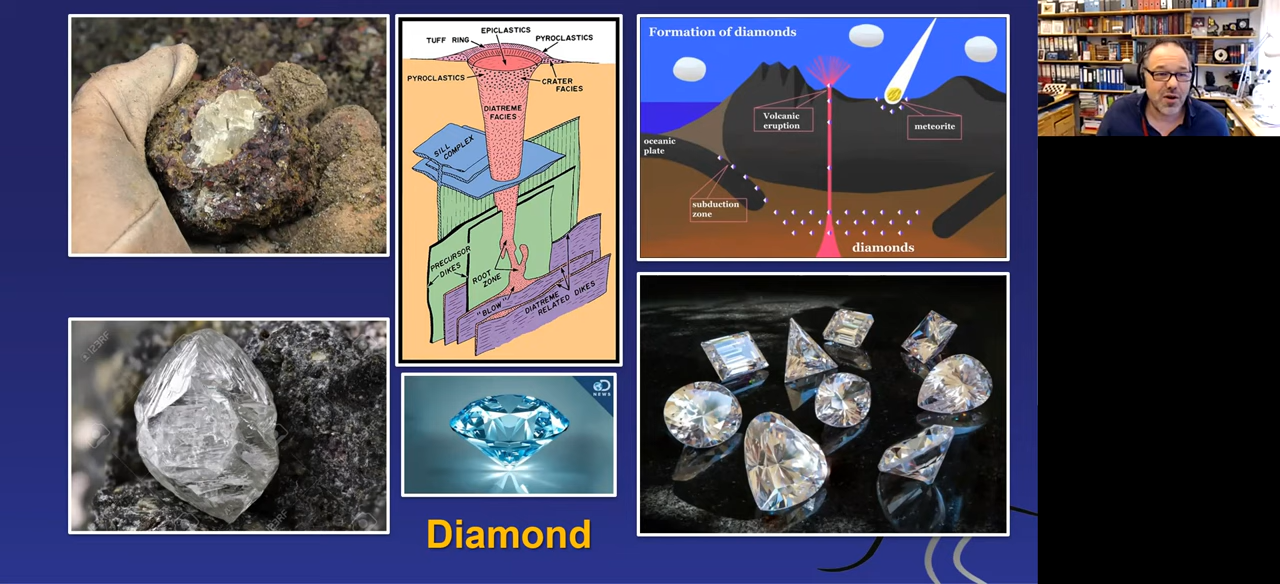 EPICLASTICS
TUFF RING
PYROCLASTICS
PYROCLASTICS
CRATER
FACIES
DIATREME
FACIES
SILL COMPLEX
PRECURSOR
DIKES
ROOT
ZONE
"BLOW"
DIATREME
RELATED DIKES
Formation of diamonds
Volcanic
eruption
meteorite
oceanic
plate
subduction
zone
diamonds
123RF
D
NEWS
Diamond